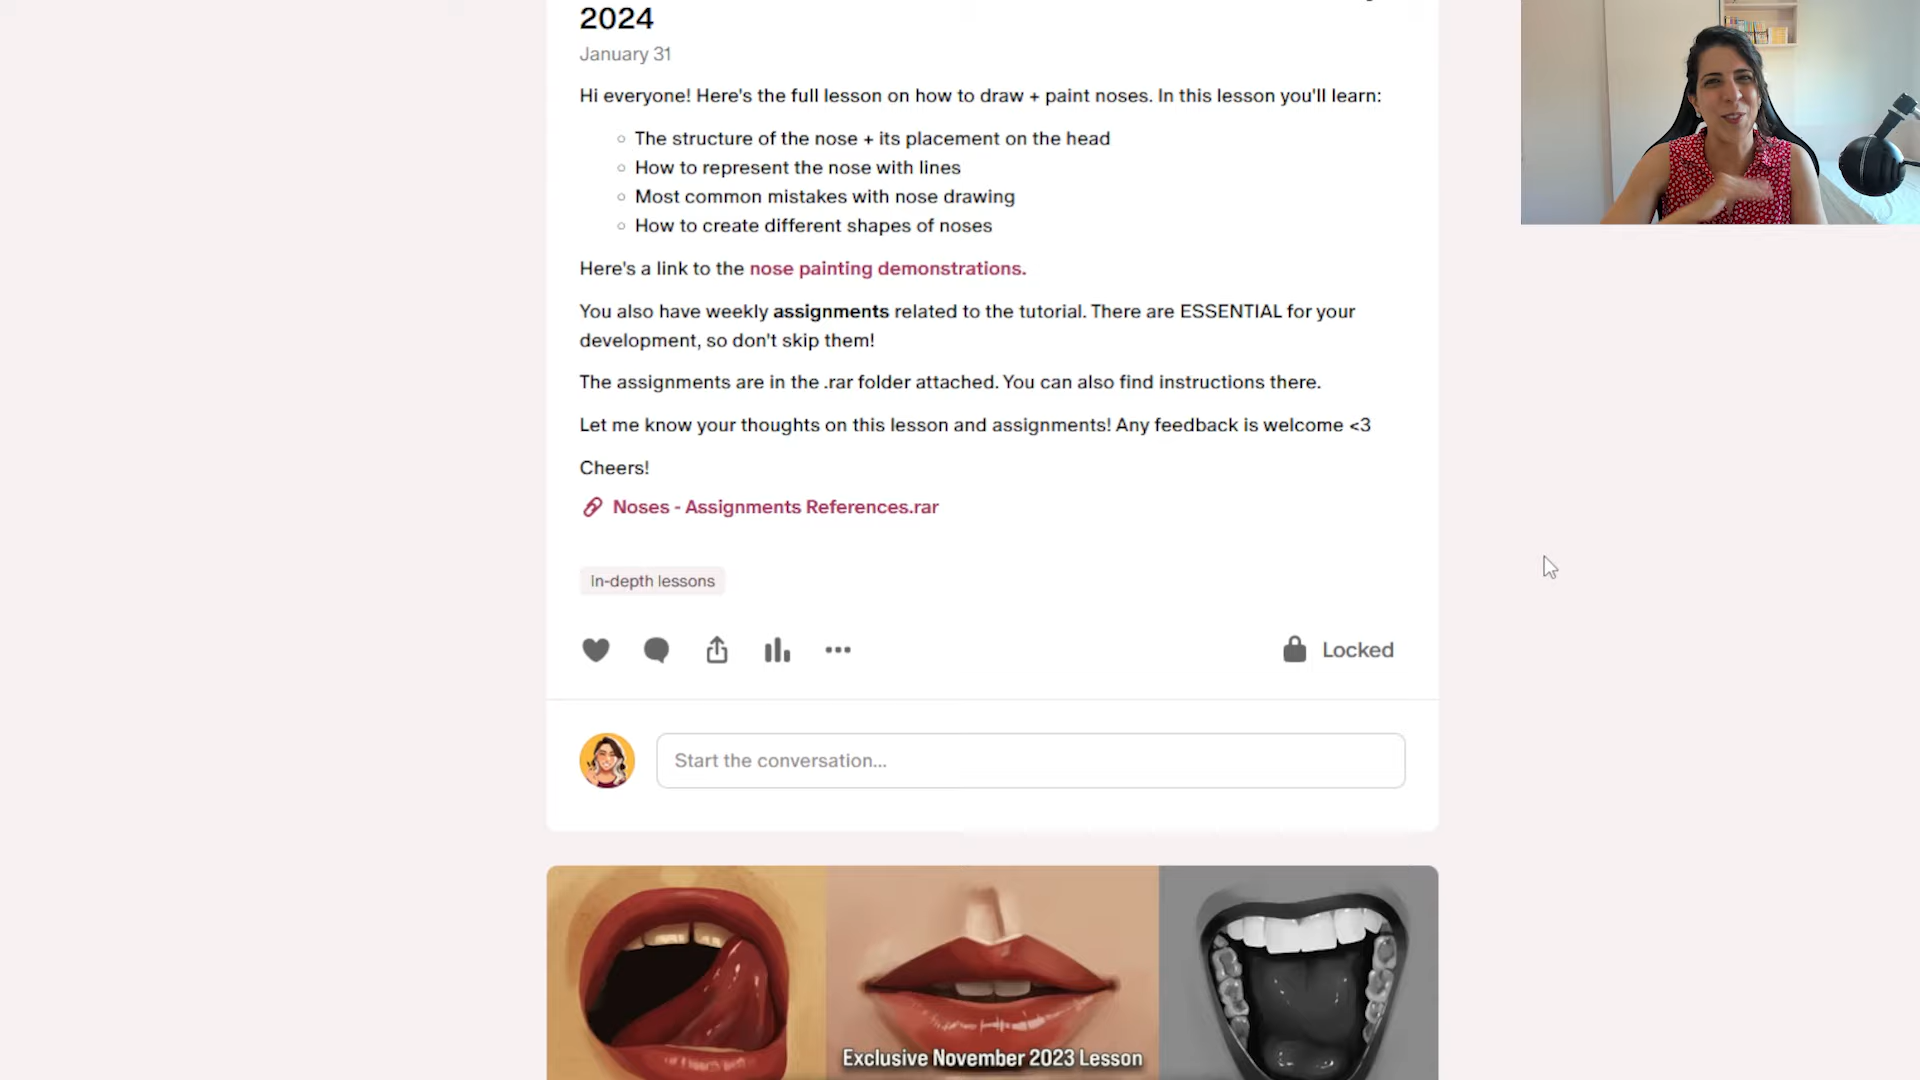 2024
January 31
Hi everyone! Here's the full lesson on how to draw + paint noses. In this lesson you'll learn:
The structure of the nose + its placement on the head
How to represent the nose with lines
Most common mistakes with nose drawing
How to create different shapes of noses
Here's a link to the nose painting demonstrations.
You also have weekly assignments related to the tutorial. There are ESSENTIAL for your
development, so don't skip them!
The assignments are in the .rar folder attached. You can also find instructions there.
Let me know your thoughts on this lesson and assignments! Any feedback is welcome <3
Cheers!
Noses - Assignments References.rar
In-depth lessons
Locked
Start the conversation...
Exclusive November 2023 Lesson